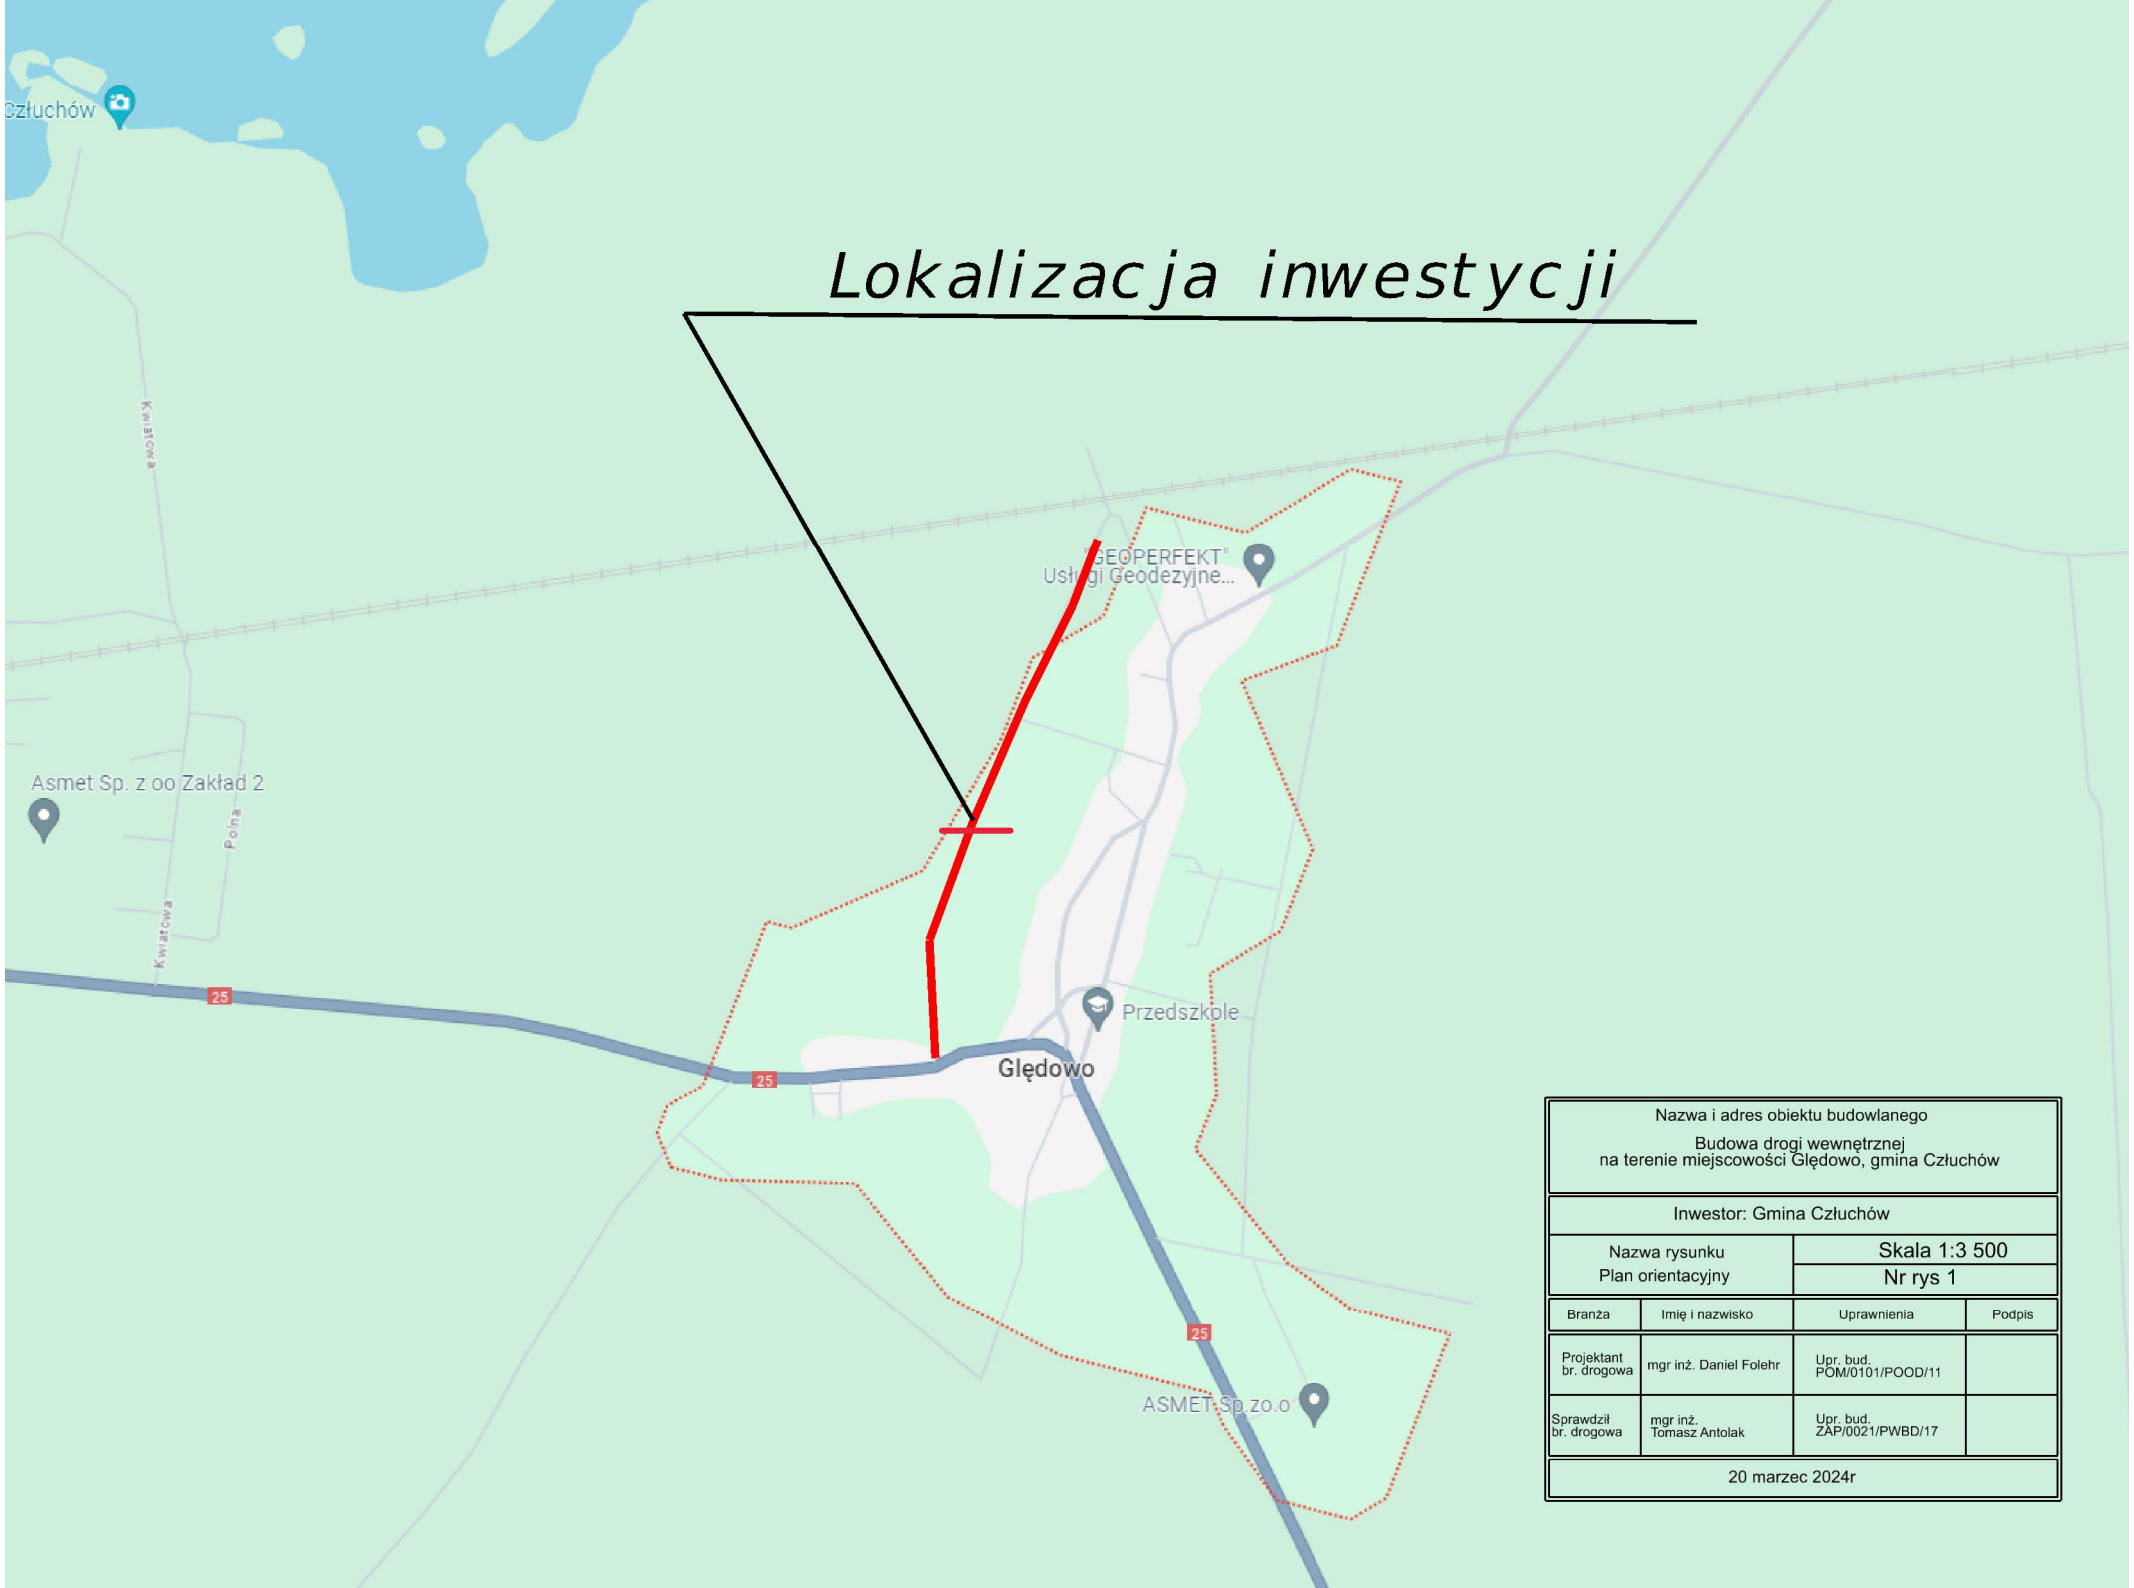 Człuchów
Lokalizacja inwestycji
Kwiatowa
"GEOPERFEKT"
Usługi Geodezyjne...
Asmet Sp. z oo Zakład 2
Polna
Kwiatowa
25
Przedszkole
Ględowo
25
25
ASMET Sp.zo.o
Nazwa i adres obiektu budowlanego
Budowa drogi wewnętrznej
na terenie miejscowości Ględowo, gmina Człuchów
Inwestor: Gmina Człuchów
Nazwa rysunku
Plan orientacyjny
Skala 1:3 500
Nr rys 1
Branża Imię i nazwisko Uprawnienia Podpis
Projektant
br. drogowa
mgr inż. Daniel Folehr
Upr. bud.
POM/0101/POOD/11
Sprawdził
br. drogowa
mgr inż.
Tomasz Antolak
Upr. bud.
ZAP/0021/PWBD/17
20 marzec 2024r